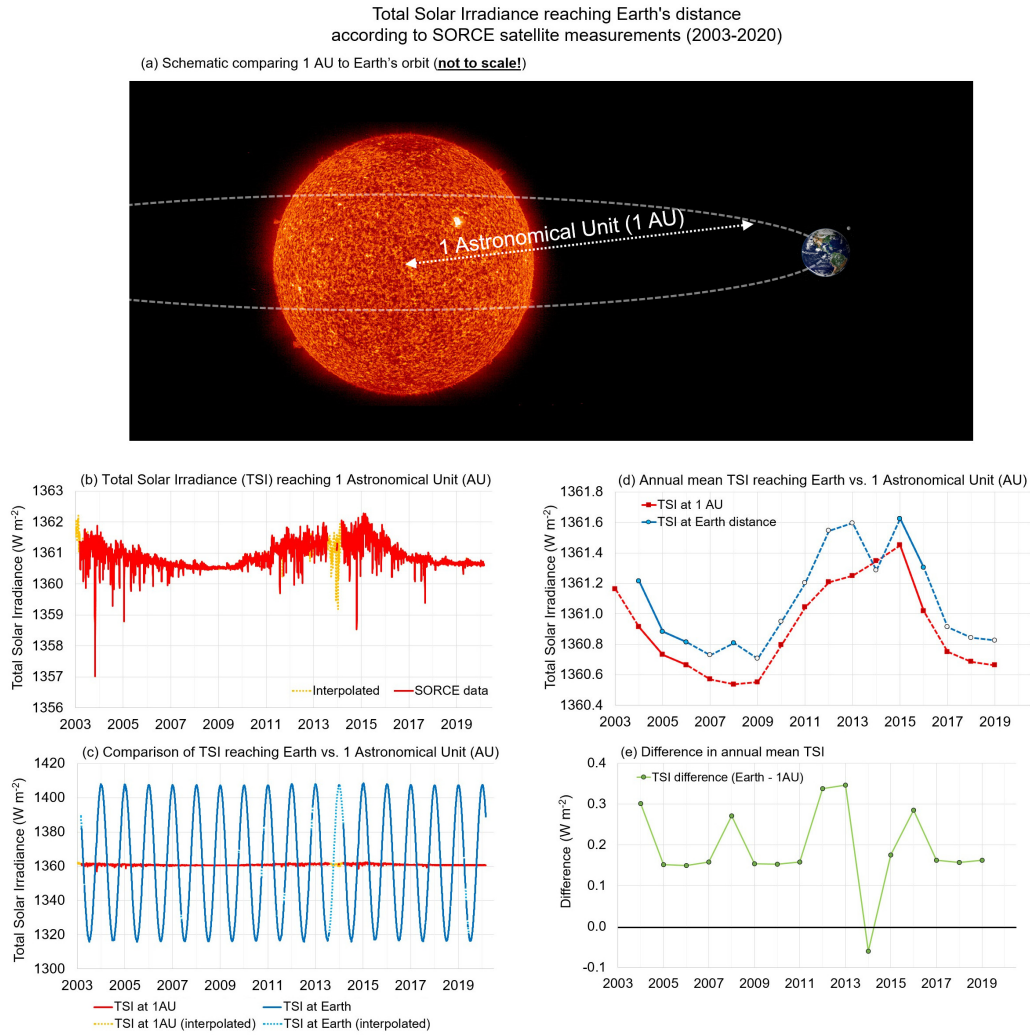 Total Solar Irradiance reaching Earth's distance
according to SORCE satellite measurements (2003-2020)
(a) Schematic comparing 1 AU to Earth's orbit (not to scale!)
1 Astronomical Unit (1 AU)
(b) Total Solar Irradiance (TSI) reaching 1 Astronomical Unit (AU)
Total Solar Irradiance (W m-2)
1363
1362
1361
1360
1359
1358
1357
1356
Interpolated
SORCE data
2003 2005 2007 2009 2011 2013 2015 2017 2019
(c) Comparison of TSI reaching Earth vs. 1 Astronomical Unit (AU)
Total Solar Irradiance (W m-2)
1420
1400
1380
1360
1340
1320
1300
2003 2005 2007 2009 2011 2013 2015 2017 2019
TSI at 1AU
TSI at Earth
TSI at 1AU (interpolated)
TSI at Earth (interpolated)
(d) Annual mean TSI reaching Earth vs. 1 Astronomical Unit (AU)
Total Solar Irradiance (W m-2)
1361.8
1361.6
1361.4
1361.2
1361.0
1360.8
1360.6
1360.4
TSI at 1 AU
TSI at Earth distance
2003 2005 2007 2009 2011 2013 2015 2017 2019
(e) Difference in annual mean TSI
Difference (W m-2)
0.4
0.3
0.2
0.1
0.0
-0.1
TSI difference (Earth - 1AU)
2003 2005 2007 2009 2011 2013 2015 2017 2019